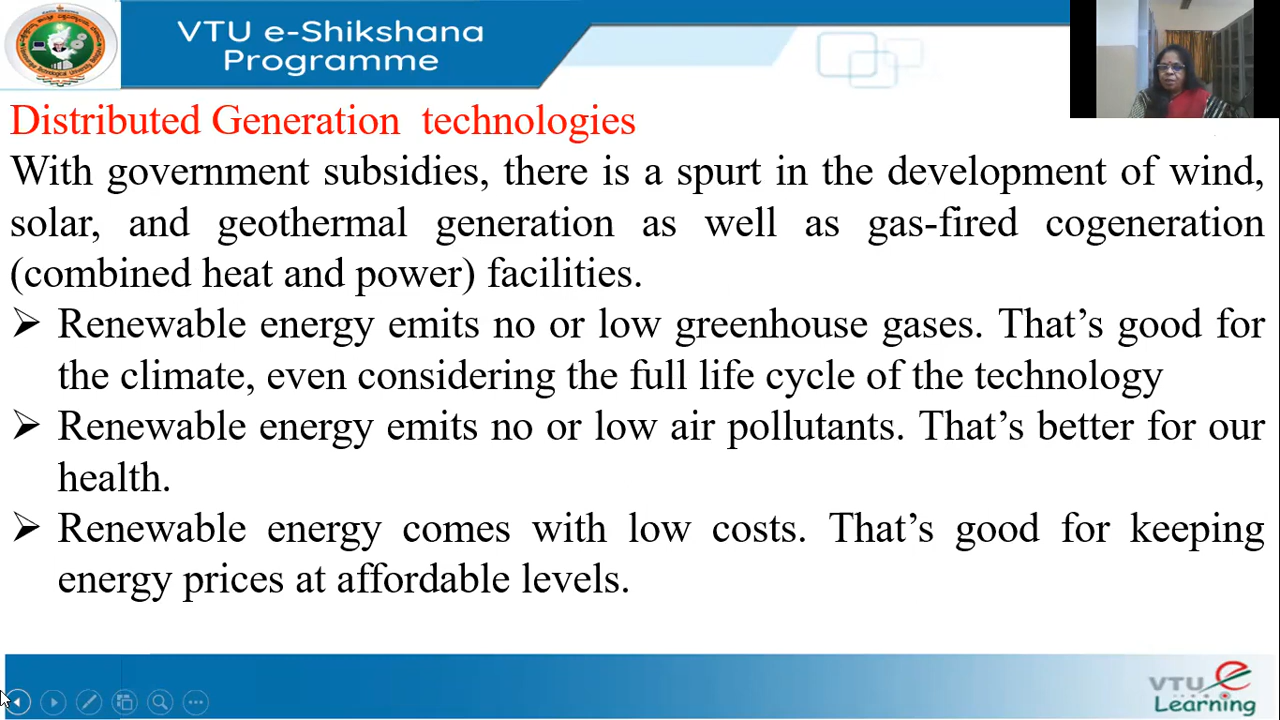 VTU e-Shikshana
Programme
Distributed Generation technologies
With government subsidies, there is a spurt in the development of wind,
solar, and geothermal generation as well as gas-fired cogeneration
(combined heat and power) facilities.
➢ Renewable energy emits no or low greenhouse gases. That’s good for
the climate, even considering the full life cycle of the technology
➢ Renewable energy emits no or low air pollutants. That’s better for our
health.
➢ Renewable energy comes with low costs. That’s good for keeping
energy prices at affordable levels.
VTU e
Learning